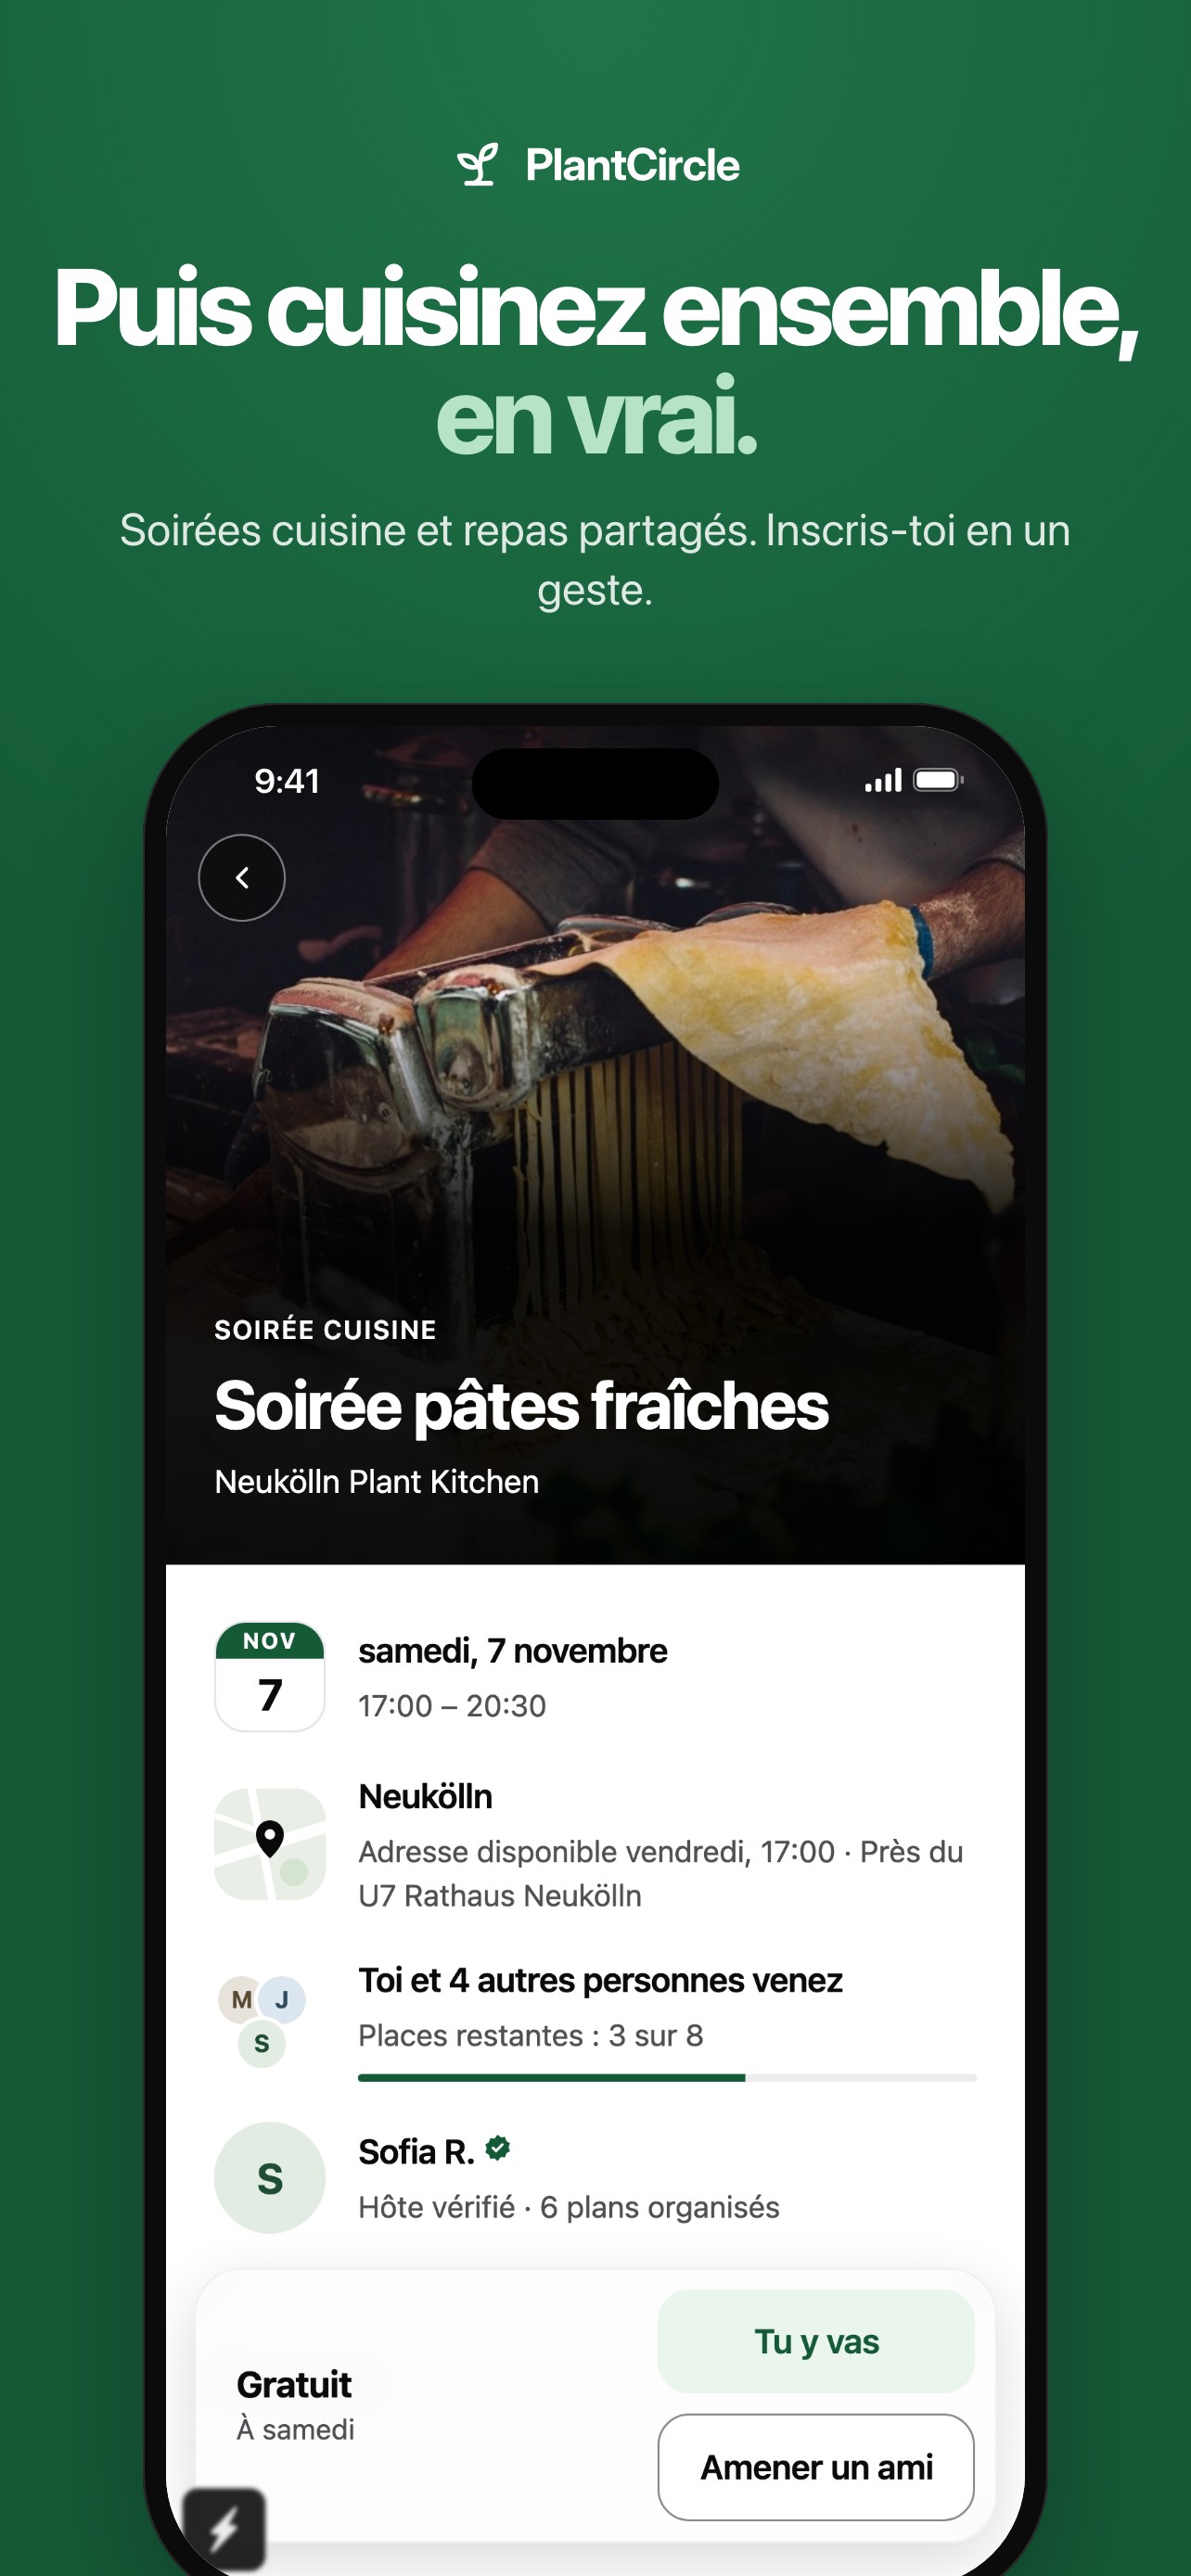 PlantCircle
Puis cuisinez ensemble,
en vrai.
Soirées cuisine et repas partagés. Inscris-toi en un
geste.
9:41
SOIRÉE CUISINE
Soirée pâtes fraîches
Neukölln Plant Kitchen
NOV
7
samedi, 7 novembre
17:00 – 20:30
Neukölln
Adresse disponible vendredi, 17:00 · Près du
U7 Rathaus Neukölln
M J
S
Toi et 4 autres personnes venez
Places restantes : 3 sur 8
S
Sofia R.
Hôte vérifié · 6 plans organisés
Gratuit
À samedi
Tu y vas
Amener un ami